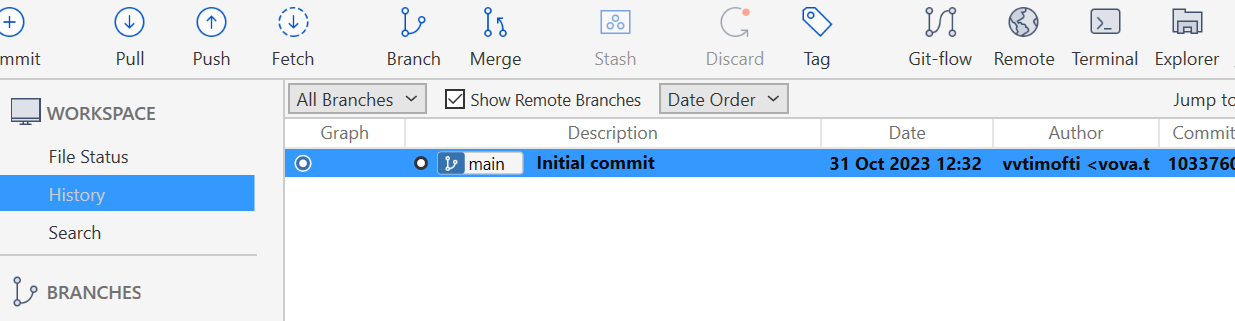 mmit Pull Push Fetch Branch Merge Stash Discard Tag Git-flow Remote Terminal Explorer
WORKSPACE
File Status
History
Search
BRANCHES
All Branches Show Remote Branches Date Order Jump to
Graph Description Date Author Commit
main Initial commit 31 Oct 2023 12:32 vvtimofti <vova.t 1033760